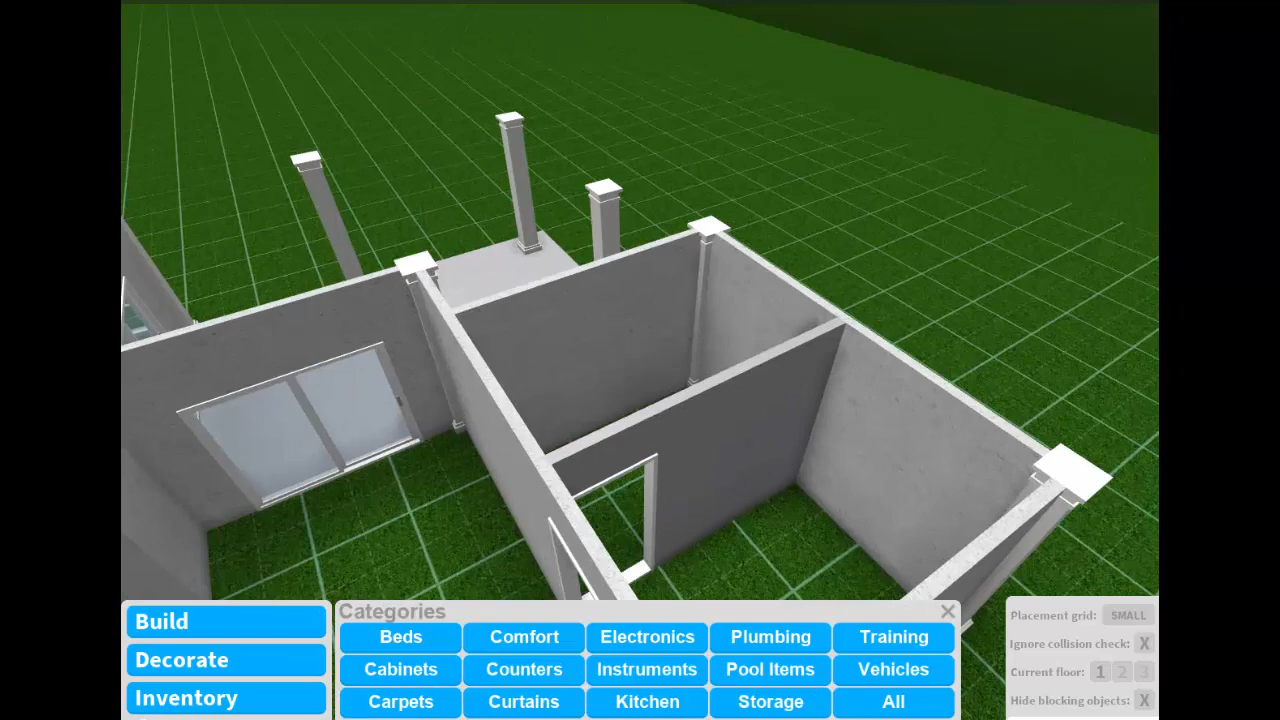 Build
Decorate
Inventory
Categories
Beds Comfort Electronics Plumbing Training
Cabinets Counters Instruments Pool Items Vehicles
Carpets Curtains Kitchen Storage All
Placement grid: SMALL
Ignore collision check: X
Current floor: 1 2 3
Hide blocking objects: X